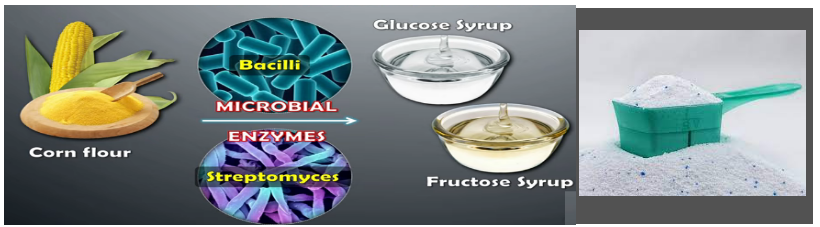 Glucose Syrup
Bacilli
MICROBIAL
ENZYMES
Corn flour
Streptomyces
Fructose Syrup